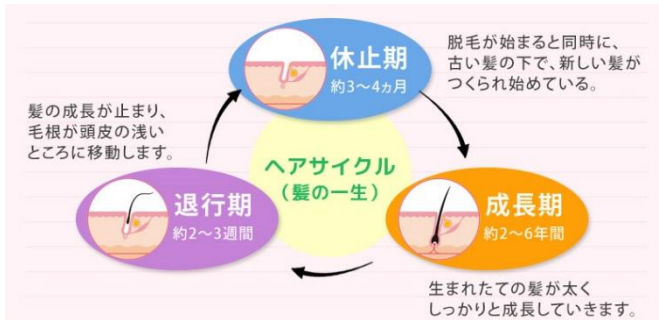 休止期
約3〜4ヵ月
脱毛が始まると同時に、
古い髪の下で、新しい髪が
つくられ始めている。
髪の成長が止まり、
毛根が頭皮の浅い
ところに移動します。
ヘアサイクル
（髪の一生）
退行期
約2〜3週間
成長期
約2〜6年間
生まれたての髪が太く
しっかりと成長していきます。